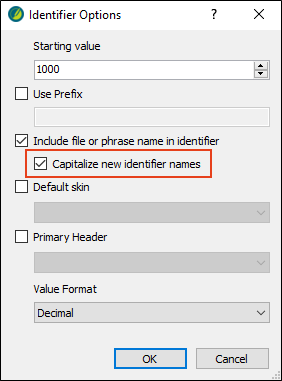 Identifier Options
Starting value
1000
Use Prefix
Include file or phrase name in identifier
Capitalize new identifier names
Default skin
Primary Header
Value Format
Decimal
OK
Cancel